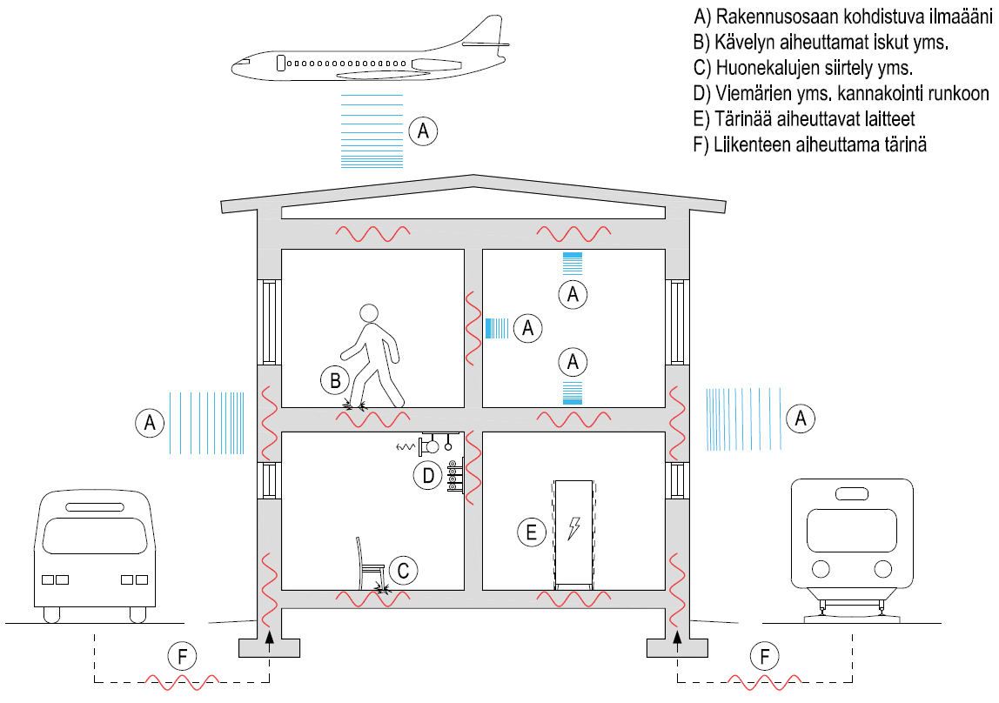 A) Rakennusosaan kohdistuva ilmaääni
B) Kävelyn aiheuttamat iskut yms.
C) Huonekalujen siirtely yms.
D) Viemärien yms. kannakointi runkoon
E) Tärinää aiheuttavat laitteet
F) Liikenteen aiheuttama tärinä
A
A
A
A
B
A
A
D
E
C
F
F